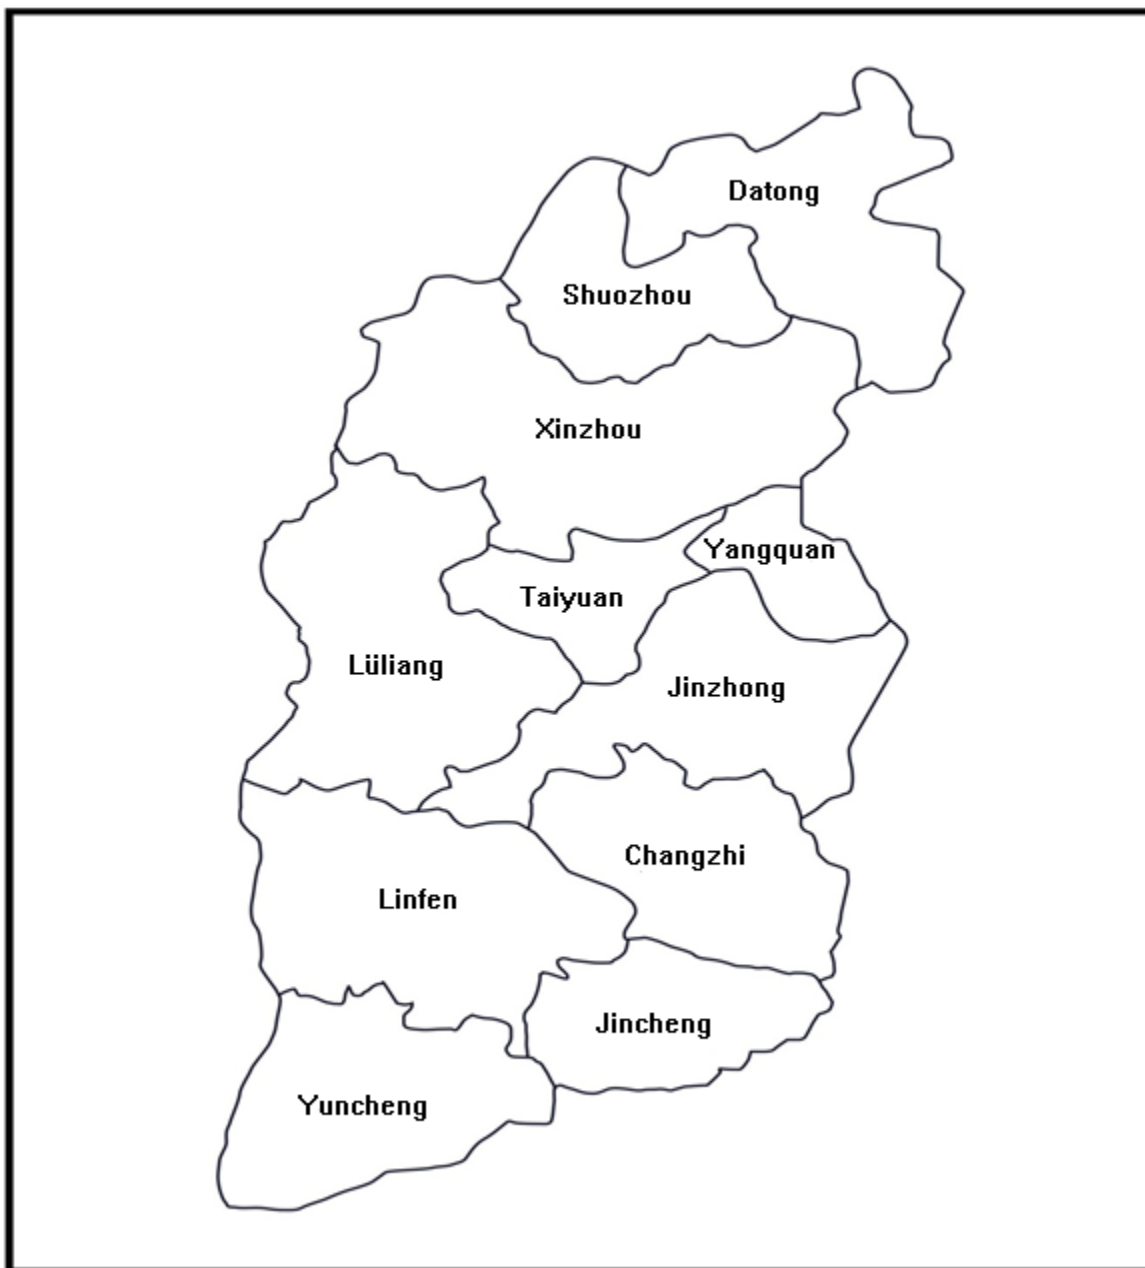 Datong
Shuozhou
Xinzhou
Yangquan
Taiyuan
Lüliang
Jinzhong
Changzhi
Linfen
Jincheng
Yuncheng